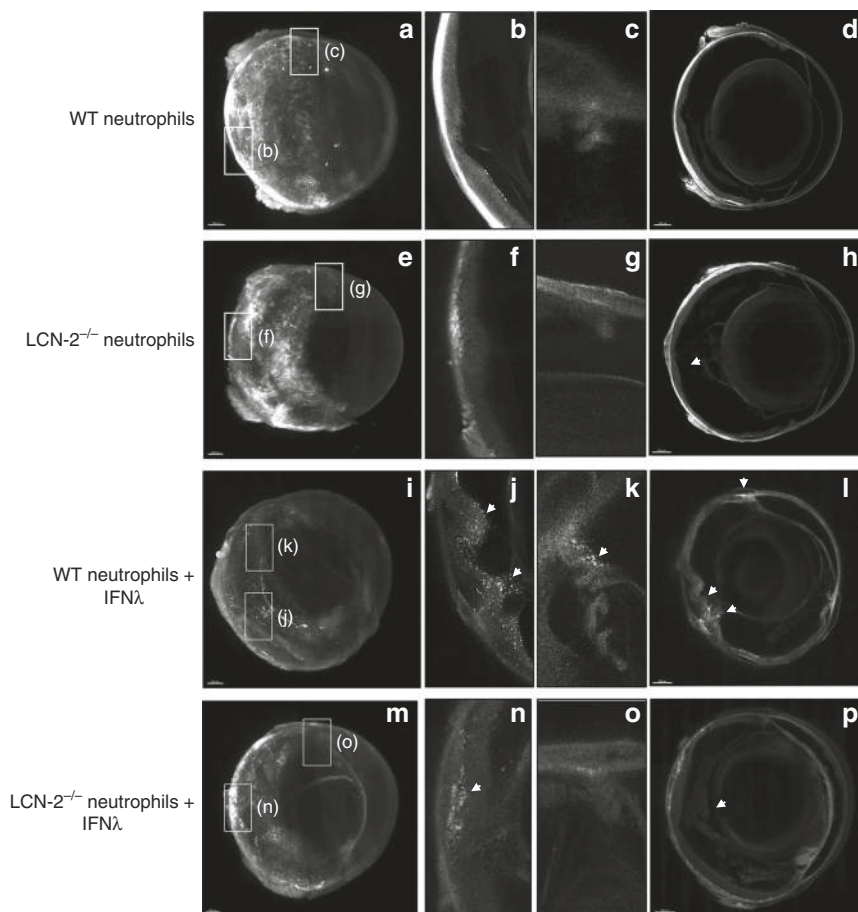 a
b
c
d
(c)
(b)
WT neutrophils
e
f
g
h
(g)
(f)
LCN-2–/– neutrophils
i
j
k
l
(k)
(j)
WT neutrophils +
IFNλ
m
n
o
p
(o)
(n)
LCN-2–/– neutrophils +
IFNλ